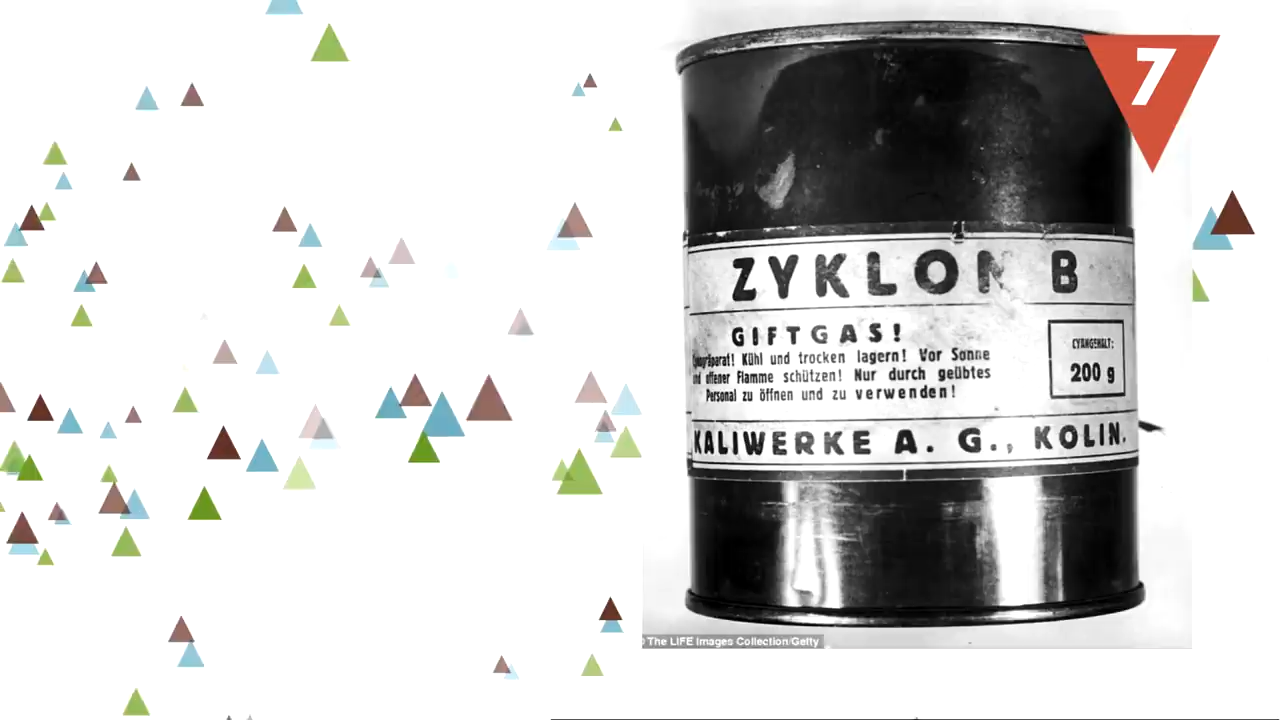 7
ZYKLON B
GIFTGAS!
Kühl und trocken lagern! Vor Sonne
offener Flamme schützen! Nur durch geübtes
Personal zu öffnen und zu verwenden!
CYANGEHALT:
200 g
KALIWERKE A. G., KOLIN.
The LIFE Images Collection/Getty